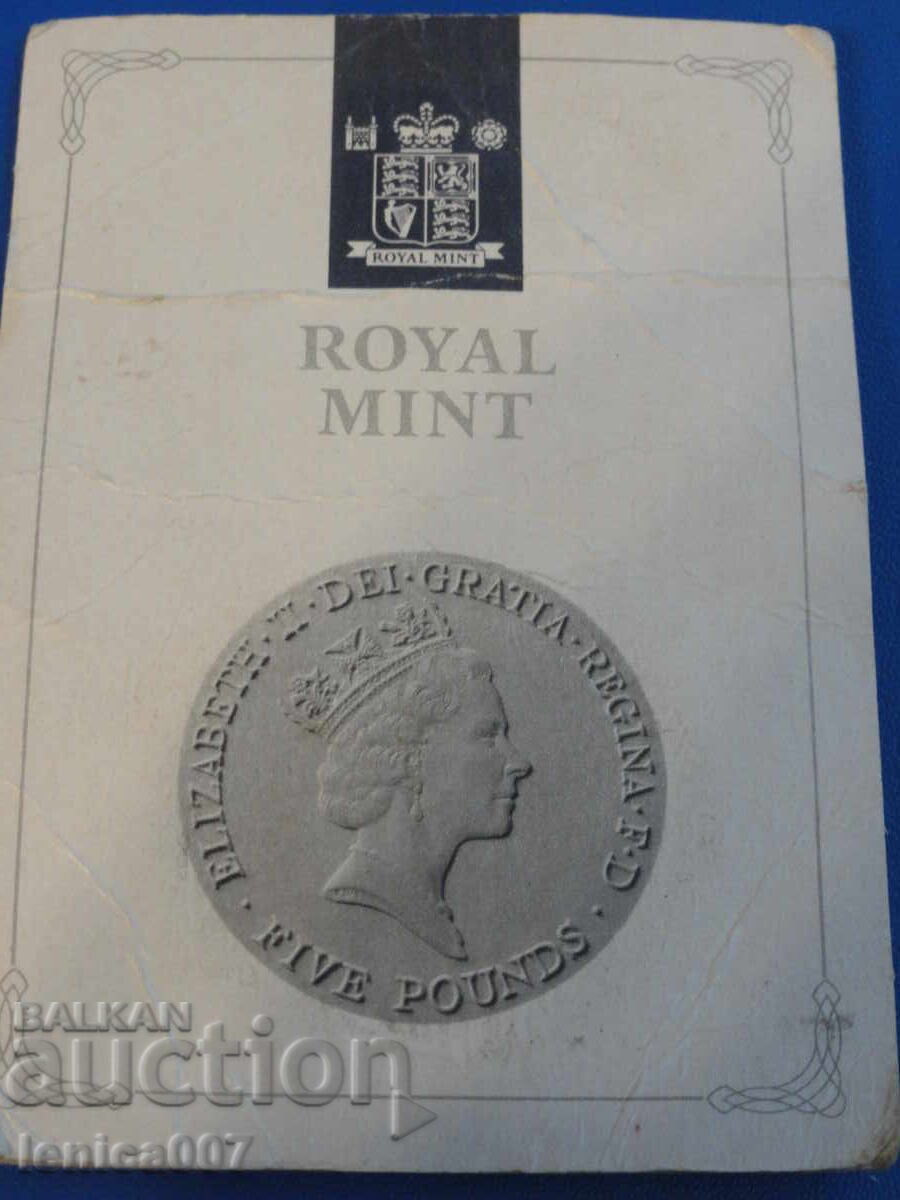 ROYAL MINT
ROYAL
MINT
ELIZABETH · II · DEI · GRATIA · REGINA · F · D
· FIVE POUNDS ·
BALKAN
auction
lenica007